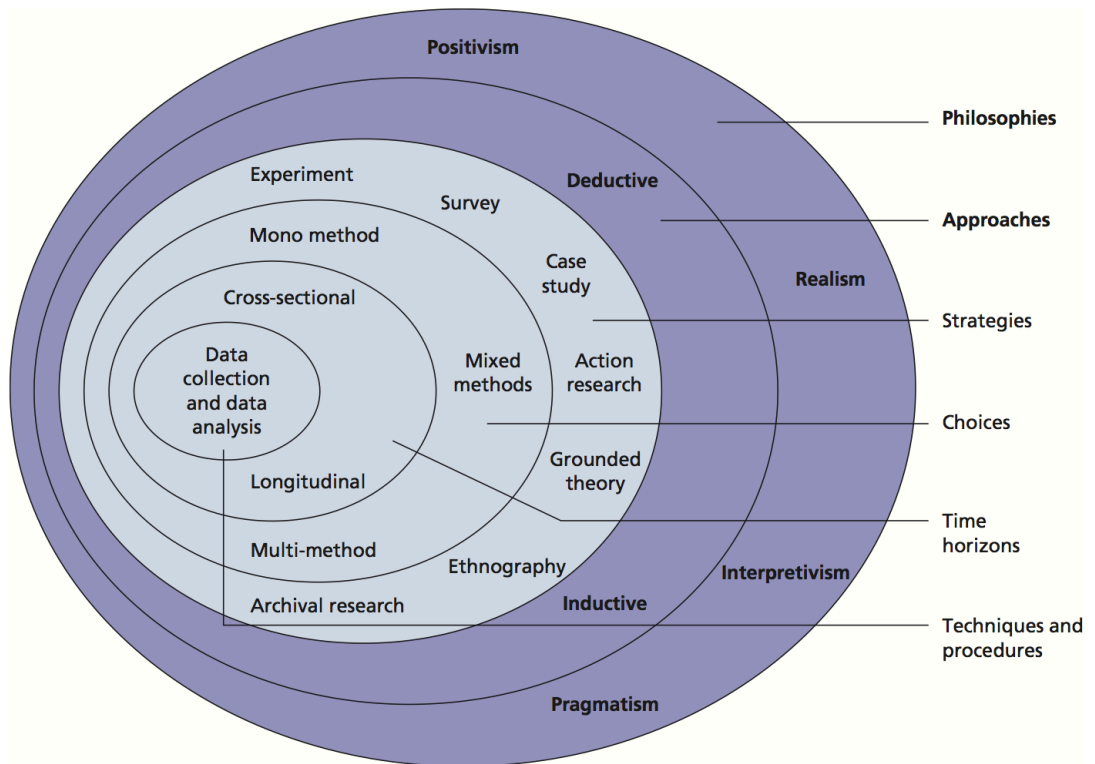 Positivism
Philosophies
Experiment
Deductive
Survey
Approaches
Mono method
Case
study
Realism
Cross-sectional
Strategies
Data
collection
and data
analysis
Mixed
methods
Action
research
Choices
Longitudinal
Grounded
theory
Time
horizons
Multi-method
Ethnography
Interpretivism
Archival research
Inductive
Techniques and
procedures
Pragmatism